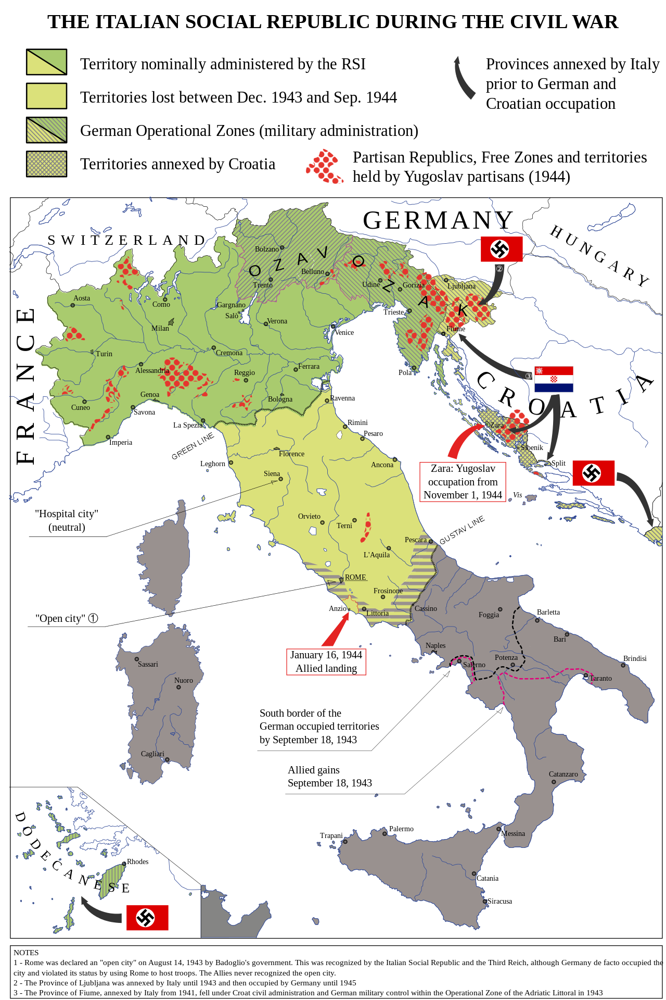 THE ITALIAN SOCIAL REPUBLIC DURING THE CIVIL WAR
Territory nominally administered by the RSI
Territories lost between Dec. 1943 and Sep. 1944
German Operational Zones (military administration)
Territories annexed by Croatia
Provinces annexed by Italy
prior to German and
Croatian occupation
Partisan Republics, Free Zones and territories
held by Yugoslav partisans (1944)
GERMANY
SWITZERLAND
HUNGARY
FRANCE
CROATIA
OZAV
OZAK
②
③
Bolzano
Belluno
Trento
Udine
Gorizia
Ljubljana
Aosta
Como
Gargnano
Salò
Trieste
Milan
Verona
Venice
Fiume
Turin
Cremona
Alessandria
Reggio
Ferrara
Pola
Genoa
Bologna
Ravenna
Cuneo
Savona
La Spezia
Rimini
Pesaro
Zara
Imperia
GREEN LINE
Florence
Leghorn
Ancona
Sibenik
Split
Siena
Zara: Yugoslav
occupation from
November 1, 1944
Vis
"Hospital city"
(neutral)
Orvieto
Terni
GUSTAV LINE
Pescara
L'Aquila
ROME
Frosinone
Cassino
Anzio
Littoria
"Open city" ①
Foggia
Barletta
Bari
January 16, 1944
Allied landing
Naples
Salerno
Potenza
Brindisi
Taranto
Sassari
Nuoro
South border of the
German occupied territories
by September 18, 1943
Cagliari
Allied gains
September 18, 1943
Catanzaro
DODECANESE
Rhodes
Trapani
Palermo
Messina
Catania
Siracusa
NOTES
1 - Rome was declared an "open city" on August 14, 1943 by Badoglio's government. This was recognized by the Italian Social Republic and the Third Reich, although Germany de facto occupied the
city and violated its status by using Rome to host troops. The Allies never recognized the open city.
2 - The Province of Ljubljana was annexed by Italy until 1943 and then occupied by Germany until 1945
3 - The Province of Fiume, annexed by Italy from 1941, fell under Croat civil administration and German military control within the Operational Zone of the Adriatic Littoral in 1943